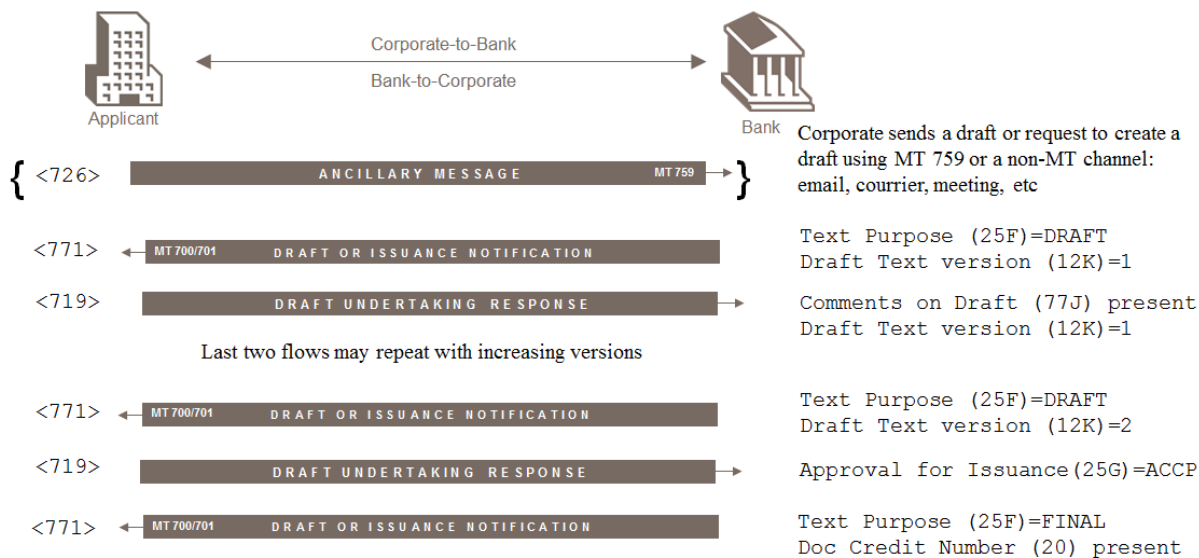 Corporate-to-Bank
Bank-to-Corporate
Applicant
Bank
Corporate sends a draft or request to create a
draft using MT 759 or a non-MT channel:
email, courrier, meeting, etc
{ <726> ANCILLARY MESSAGE MT 759 }
<771> MT 700/701 DRAFT OR ISSUANCE NOTIFICATION
Text Purpose (25F)=DRAFT
Draft Text version (12K)=1
<719> DRAFT UNDERTAKING RESPONSE
Comments on Draft (77J) present
Draft Text version (12K)=1
Last two flows may repeat with increasing versions
<771> MT 700/701 DRAFT OR ISSUANCE NOTIFICATION
Text Purpose (25F)=DRAFT
Draft Text version (12K)=2
<719> DRAFT UNDERTAKING RESPONSE
Approval for Issuance(25G)=ACCP
<771> MT 700/701 DRAFT OR ISSUANCE NOTIFICATION
Text Purpose (25F)=FINAL
Doc Credit Number (20) present